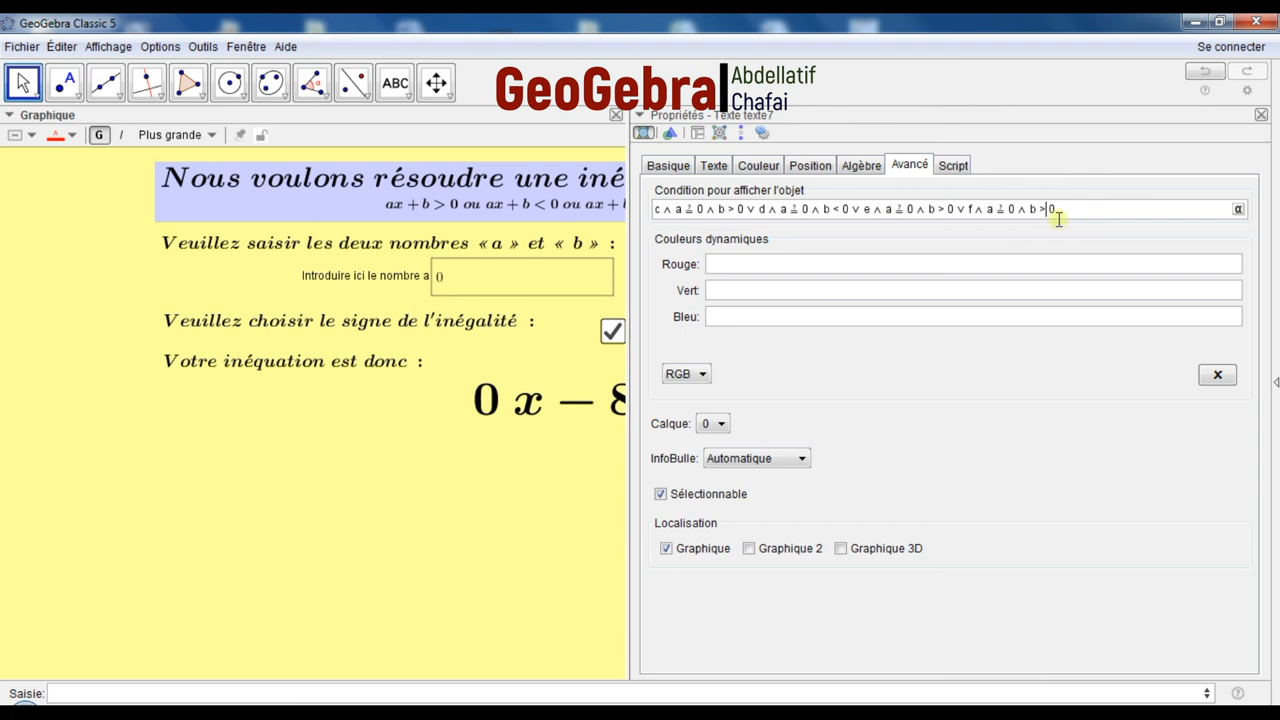 GeoGebra Classic 5
Fichier Éditer Affichage Options Outils Fenêtre Aide
Se connecter
ABC
GeoGebra Abdellatif
Chafai
Graphique
Propriétés - Texte texte7
G / Plus grande
Basique Texte Couleur Position Algèbre Avancé Script
Nous voulons résoudre une iné
ax + b > 0 ou ax + b < 0 ou ax + b
Condition pour afficher l'objet
c ∧ a ≟ 0 ∧ b > 0 ∨ d ∧ a ≟ 0 ∧ b < 0 ∨ e ∧ a ≟ 0 ∧ b > 0 ∨ f ∧ a ≟ 0 ∧ b > 0
α
Veuillez saisir les deux nombres « a » et « b » :
Couleurs dynamiques
Rouge:
Introduire ici le nombre a ()
Vert:
Bleu:
Veuillez choisir le signe de l'inégalité :
Votre inéquation est donc :
RGB
0 x − 8
Calque: 0
InfoBulle: Automatique
Sélectionnable
Localisation
Graphique Graphique 2 Graphique 3D
Saisie: